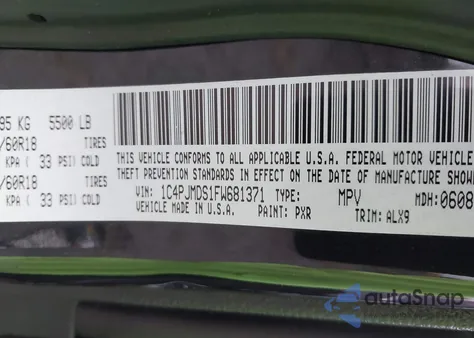 95 KG 5500 LB
/60R18 TIRES
KPA ( 33 PSI) COLD
/60R18 TIRES
KPA ( 33 PSI) COLD
THIS VEHICLE CONFORMS TO ALL APPLICABLE U.S.A. FEDERAL MOTOR VEHICLE
THEFT PREVENTION STANDARDS IN EFFECT ON THE DATE OF MANUFACTURE SHOWN
VIN: 1C4PJMDS1FW681371 TYPE: MPV MDH: 0608
VEHICLE MADE IN U.S.A. PAINT: PXR TRIM: ALX9
autoSnap